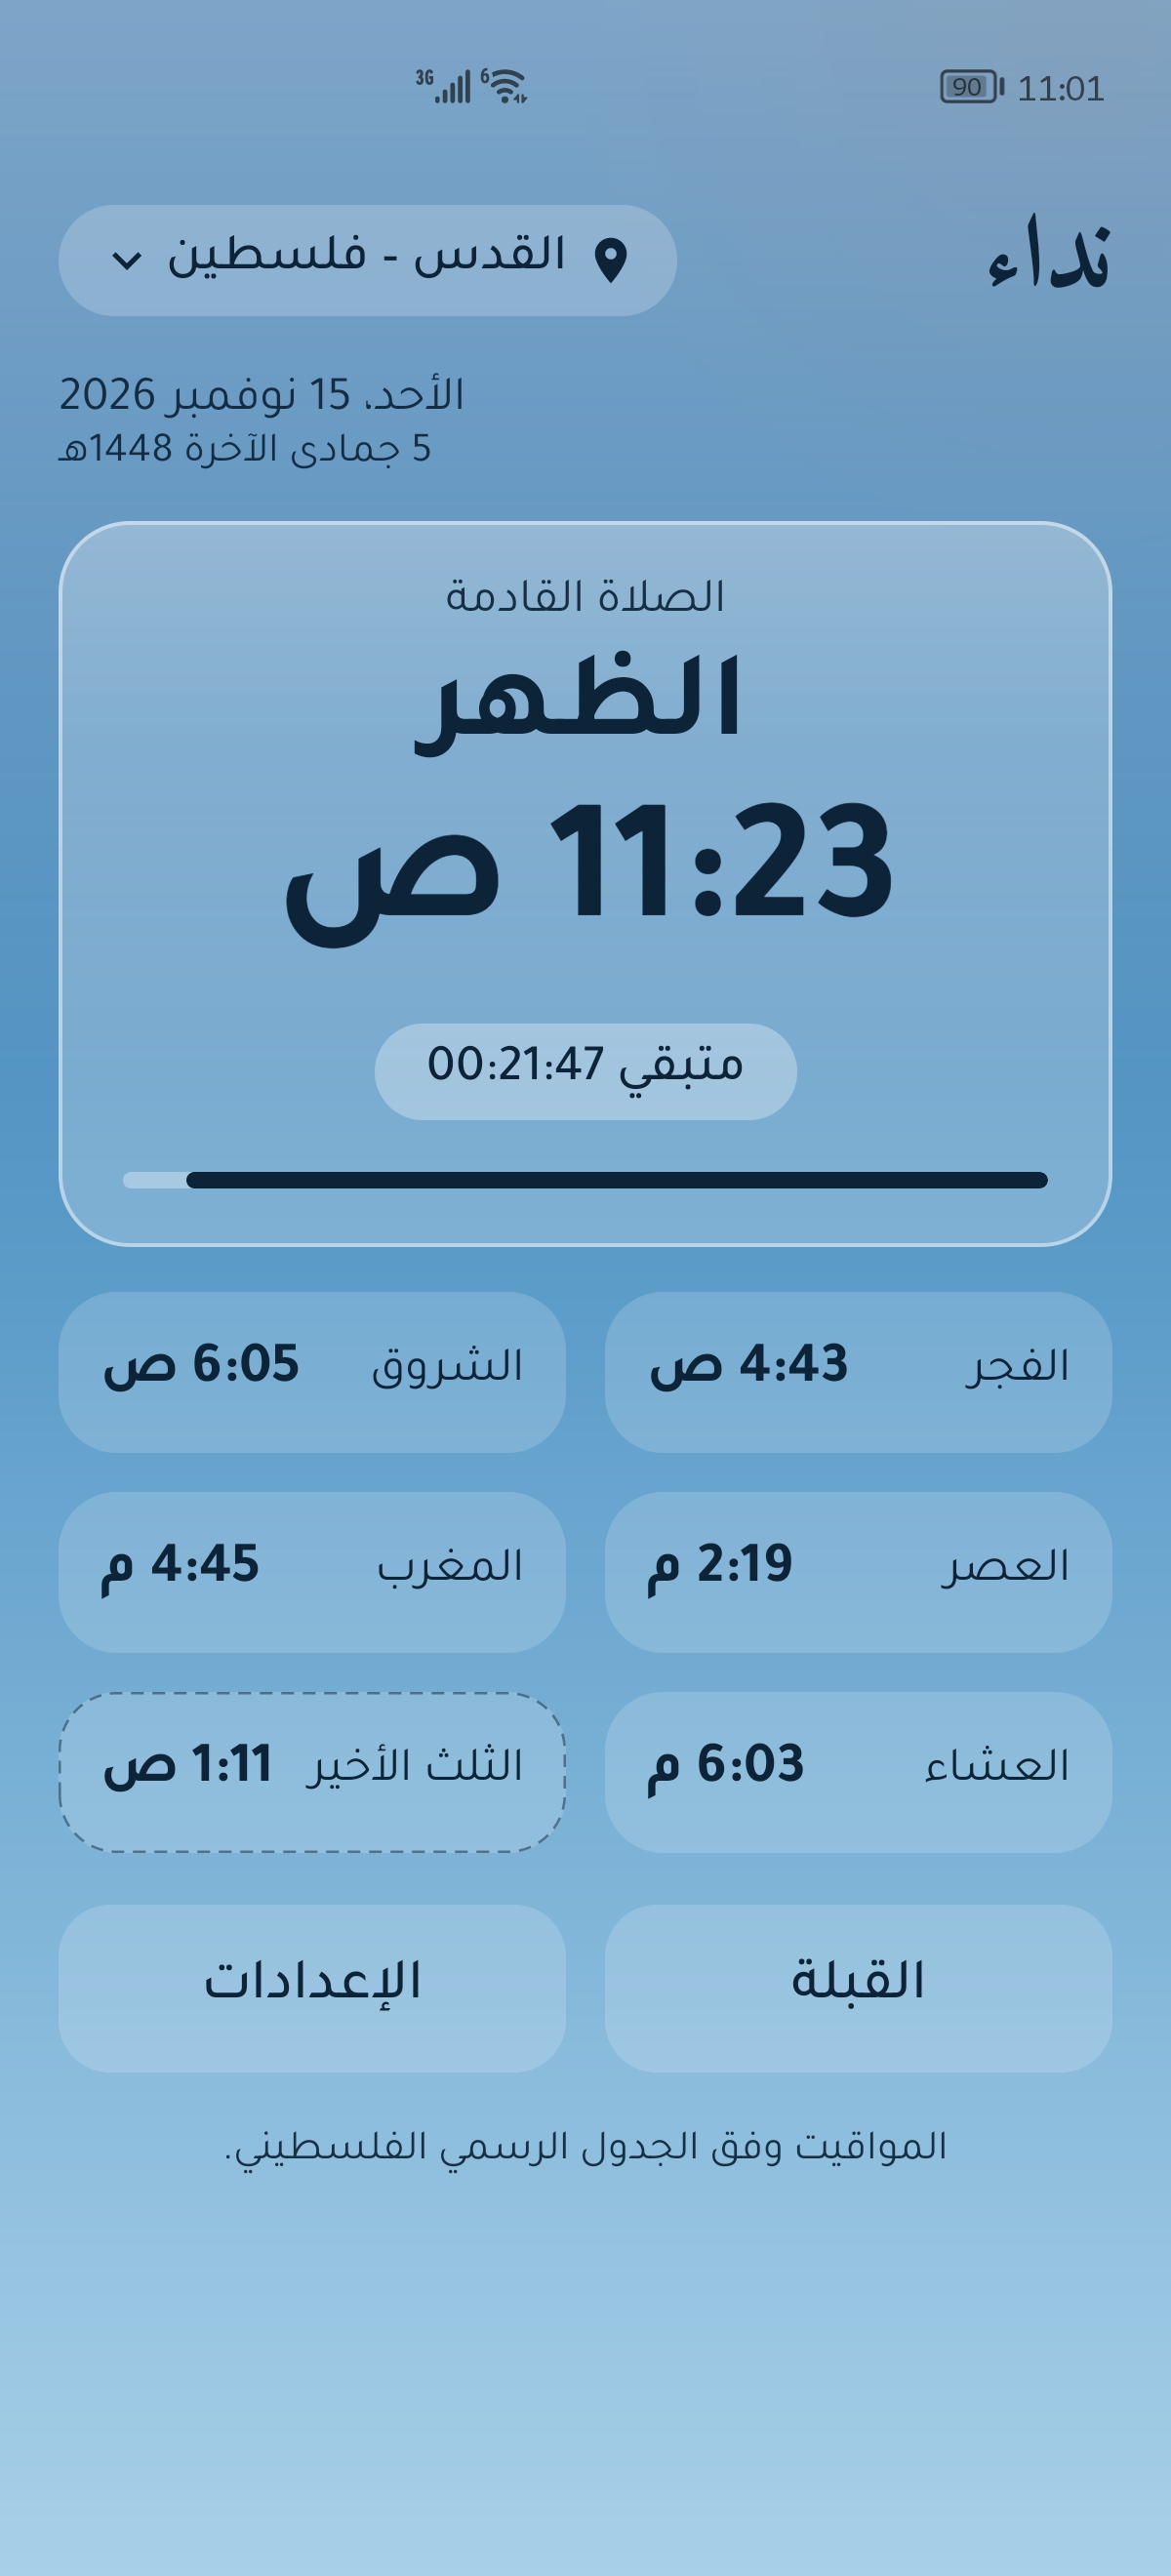 11:01 90
3G 6
نداء
القدس - فلسطين
الأحد، 15 نوفمبر 2026
5 جمادى الآخرة 1448هـ
الصلاة القادمة
الظهر
11:23 ص
متبقي 00:21:47
الفجر 4:43 ص
الشروق 6:05 ص
العصر 2:19 م
المغرب 4:45 م
العشاء 6:03 م
الثلث الأخير 1:11 ص
القبلة
الإعدادات
المواقيت وفق الجدول الرسمي الفلسطيني.